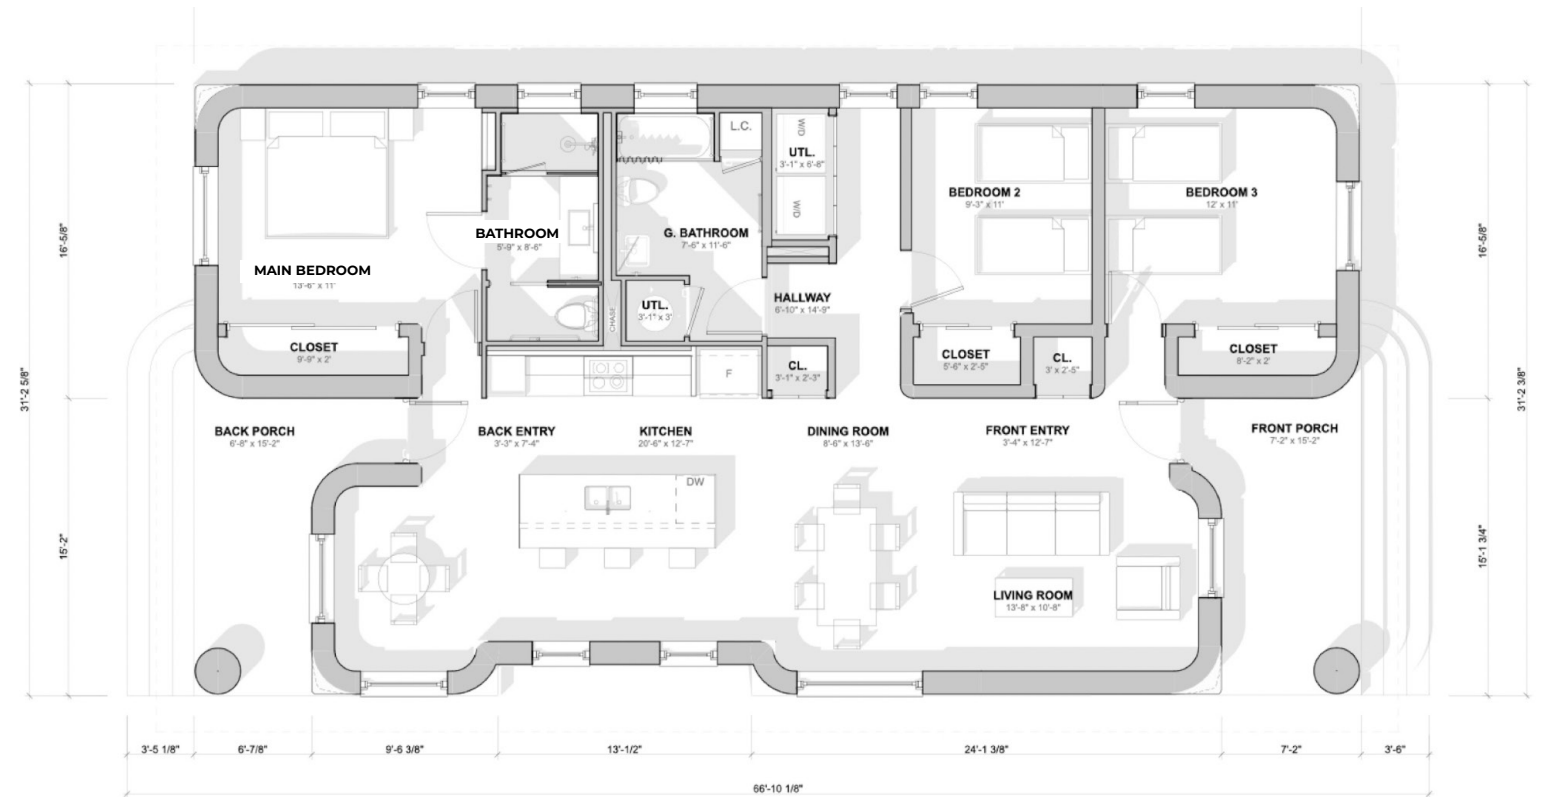 L.C.
W/D
UTL.
3'-1" x 6'-8"
W/D
BEDROOM 2
9'-3" x 11'
BEDROOM 3
12' x 11'
BATHROOM
5'-9" x 8'-6"
G. BATHROOM
7'-6" x 11'-6"
16'-5/8"
16'-5/8"
MAIN BEDROOM
13'-6" x 11'
UTL.
3'-1" x 3'
CHASE
HALLWAY
6'-10" x 14'-9"
CLOSET
9'-9" x 2'
F
CL.
3'-1" x 2'-3"
CLOSET
5'-6" x 2'-5"
CL.
3' x 2'-5"
CLOSET
8'-2" x 2'
31'-2 5/8"
31'-2 3/8"
BACK PORCH
6'-8" x 15'-2"
BACK ENTRY
3'-3" x 7'-4"
KITCHEN
20'-6" x 12'-7"
DINING ROOM
8'-6" x 13'-6"
FRONT ENTRY
3'-4" x 12'-7"
FRONT PORCH
7'-2" x 15'-2"
DW
15'-2"
15'-1 3/4"
LIVING ROOM
13'-8" x 10'-8"
3'-5 1/8"
6'-7/8"
9'-6 3/8"
13'-1/2"
24'-1 3/8"
7'-2"
3'-6"
66'-10 1/8"